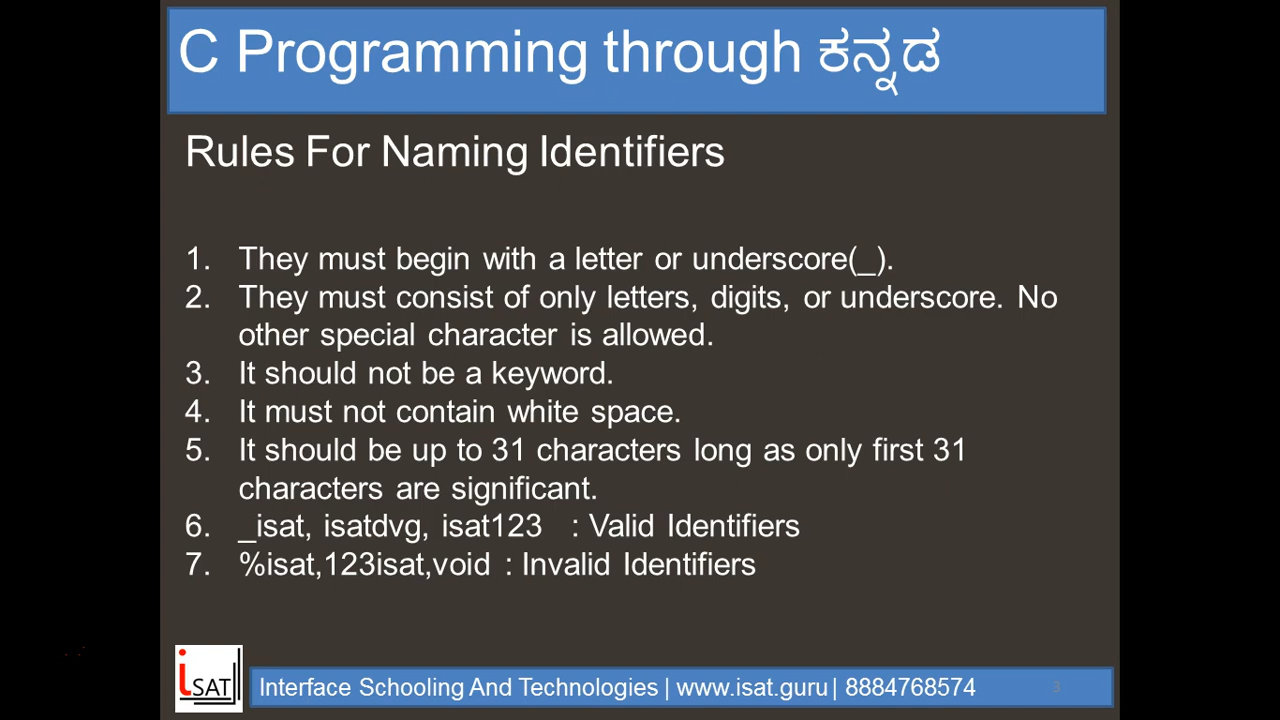 C Programming through ಕನ್ನಡ
Rules For Naming Identifiers
1. They must begin with a letter or underscore(_).
2. They must consist of only letters, digits, or underscore. No
other special character is allowed.
3. It should not be a keyword.
4. It must not contain white space.
5. It should be up to 31 characters long as only first 31
characters are significant.
6. _isat, isatdvg, isat123 : Valid Identifiers
7. %isat,123isat,void : Invalid Identifiers
iSAT
Interface Schooling And Technologies | www.isat.guru | 8884768574
3